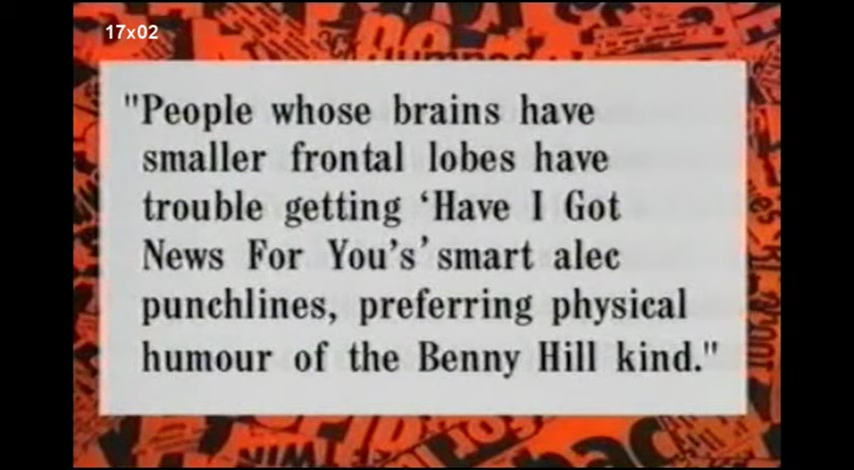 17x02
"People whose brains have
smaller frontal lobes have
trouble getting ‘Have I Got
News For You’s’ smart alec
punchlines, preferring physical
humour of the Benny Hill kind."